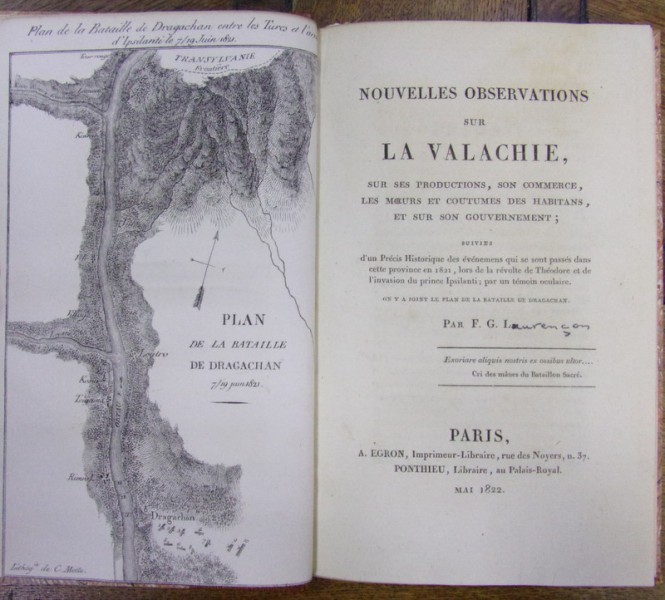 Plan de la Bataille de Dragachan entre les Turcs et
d'Ipsilanti le 7/19 Juin 1821.
TRANSYLVANIE
Frontière
PLAN
DE LA BATAILLE
DE DRAGACHAN
7/19 juin 1821.
Dragachan
Lithog. de C. Motte.
NOUVELLES OBSERVATIONS
SUR
LA VALACHIE,
SUR SES PRODUCTIONS, SON COMMERCE,
LES MŒURS ET COUTUMES DES HABITANS,
ET SUR SON GOUVERNEMENT;
SUIVIES
d'un Précis Historique des événemens qui se sont passés dans
cette province en 1821, lors de la révolte de Théodore et de
l'invasion du prince Ipsilanti; par un témoin oculaire.
ON Y A JOINT LE PLAN DE LA BATAILLE DE DRAGACHAN.
Par F. G. Laurençon
Exoriare aliquis nostris ex ossibus ultor....
Cri des mânes du Bataillon Sacré.
PARIS,
A. EGRON, Imprimeur-Libraire, rue des Noyers, n. 37.
PONTHIEU, Libraire, au Palais-Royal.
MAI 1822.